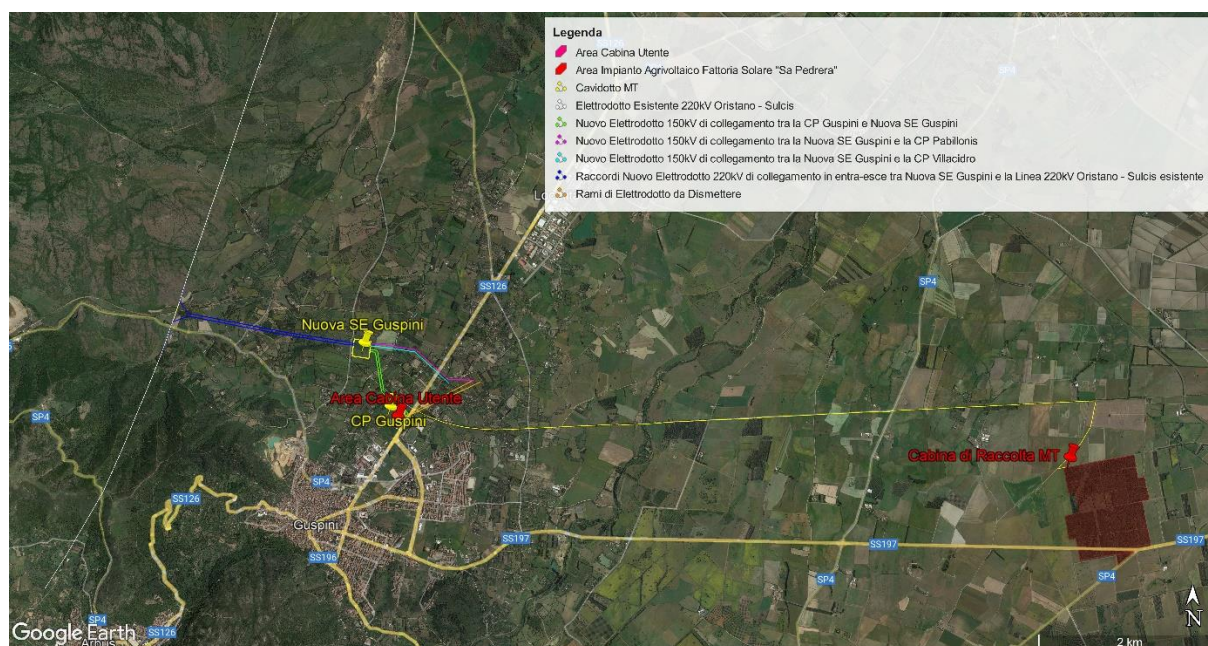 Legenda
Area Cabina Utente
Area Impianto Agrivoltaico Fattoria Solare "Sa Pedrera"
Cavidotto MT
Elettrodotto Esistente 220kV Oristano - Sulcis
Nuovo Elettrodotto 150kV di collegamento tra la CP Guspini e Nuova SE Guspini
Nuovo Elettrodotto 150kV di collegamento tra la Nuova SE Guspini e la CP Pabillonis
Nuovo Elettrodotto 150kV di collegamento tra la Nuova SE Guspini e la CP Villacidro
Raccordi Nuovo Elettrodotto 220kV di collegamento in entra-esce tra Nuova SE Guspini e la Linea 220kV Oristano - Sulcis esistente
Rami di Elettrodotto da Dismettere
SS126
SP4
Nuova SE Guspini
Area Cabina Utente
CP Guspini
SP4
Cabina di Raccolta MT
SP4
SS126
Guspini
SS197
SS197
SS197
SS196
SP4
SP4
SP4
SS126
Google Earth
N
2 km